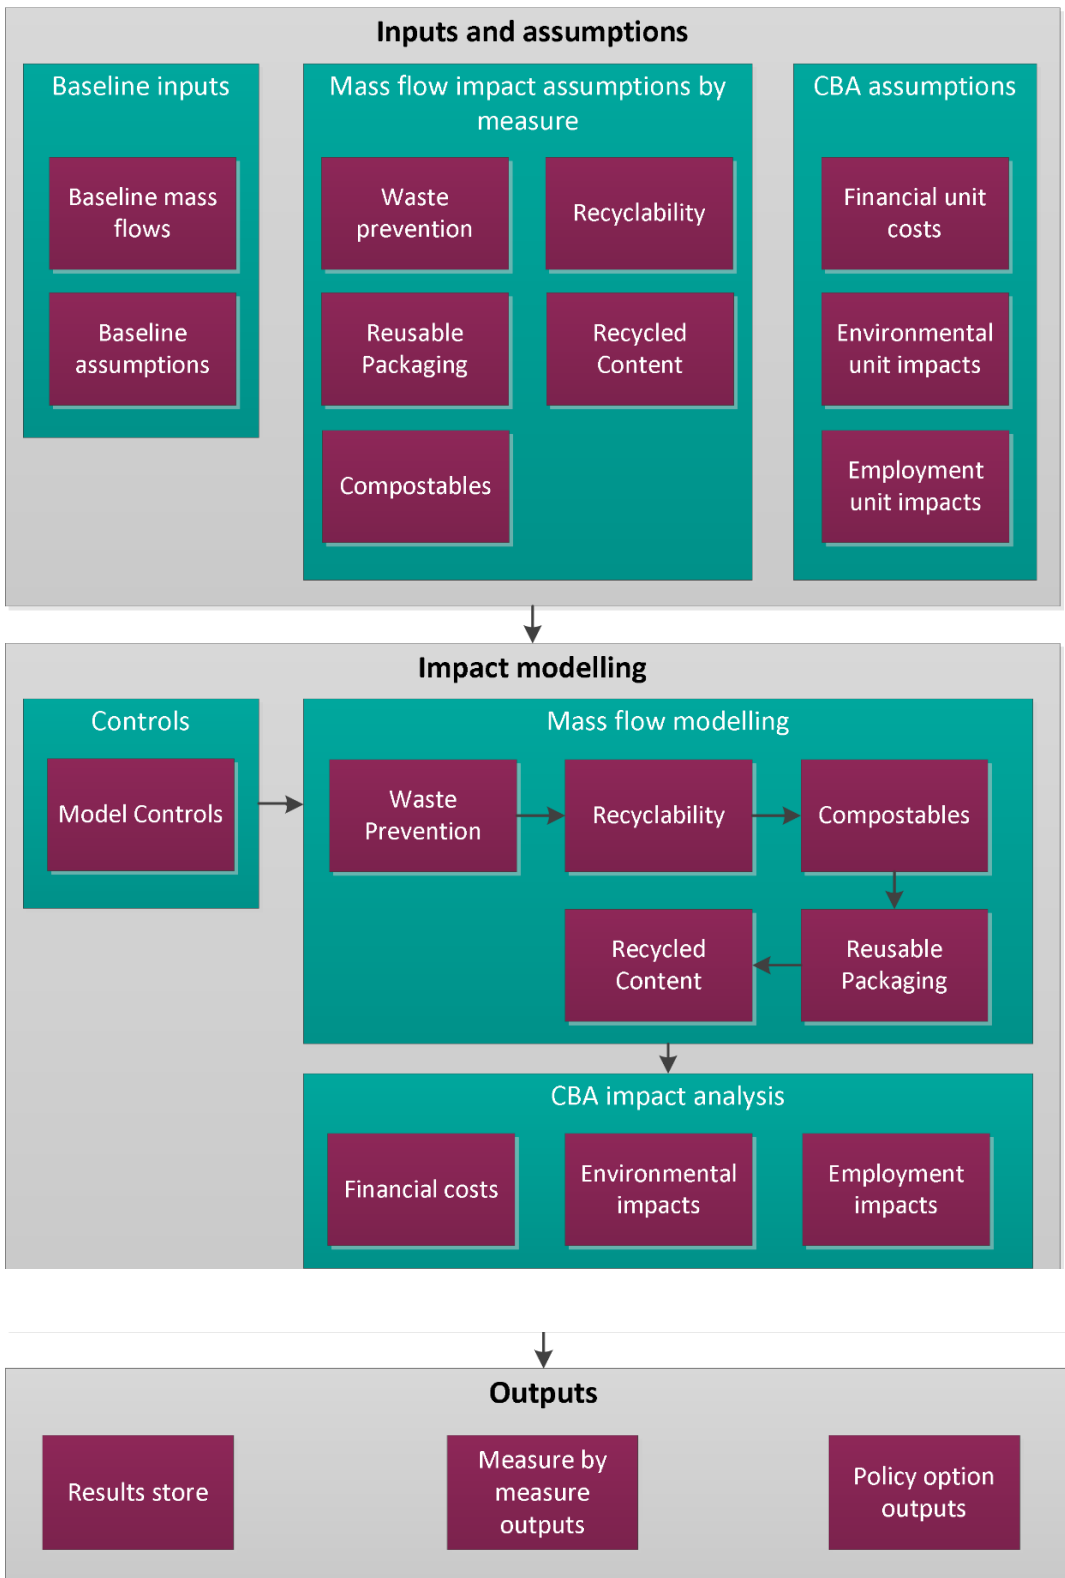 Inputs and assumptions
Baseline inputs
Baseline mass
flows
Baseline
assumptions
Mass flow impact assumptions by
measure
Waste
prevention
Recyclability
Reusable
Packaging
Recycled
Content
Compostables
CBA assumptions
Financial unit
costs
Environmental
unit impacts
Employment
unit impacts
Impact modelling
Controls
Model Controls
Mass flow modelling
Waste
Prevention
Recyclability
Compostables
Recycled
Content
Reusable
Packaging
CBA impact analysis
Financial costs
Environmental
impacts
Employment
impacts
Outputs
Results store
Measure by
measure
outputs
Policy option
outputs